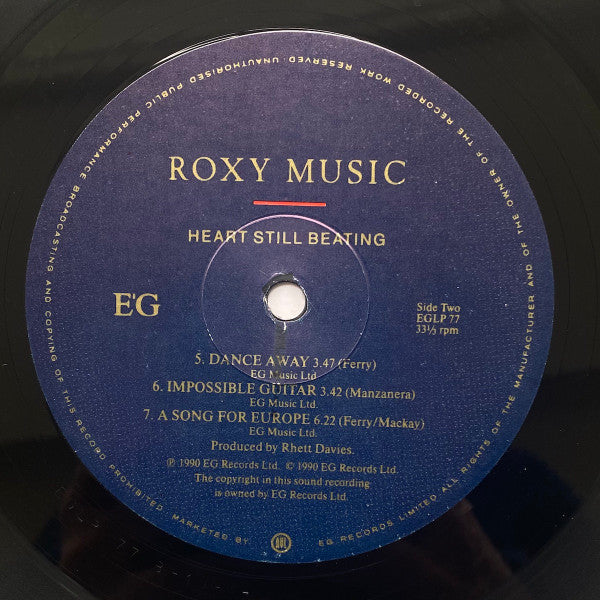 ROXY MUSIC
HEART STILL BEATING
E'G
Side Two
EGLP 77
33⅓ rpm
5. DANCE AWAY 3.47 (Ferry)
EG Music Ltd
6. IMPOSSIBLE GUITAR 3.42 (Manzanera)
EG Music Ltd.
7. A SONG FOR EUROPE 6.22 (Ferry/Mackay)
EG Music Ltd.
Produced by Rhett Davies.
℗ 1990 EG Records Ltd. © 1990 EG Records Ltd.
The copyright in this sound recording
is owned by EG Records Ltd.
EG RECORDS LIMITED ALL RIGHTS OF THE MANUFACTURER AND OF THE OWNER OF THE RECORDED WORK RESERVED. UNAUTHORISED PUBLIC PERFORMANCE BROADCASTING AND COPYING OF THIS RECORD PROHIBITED. MARKETED BY: